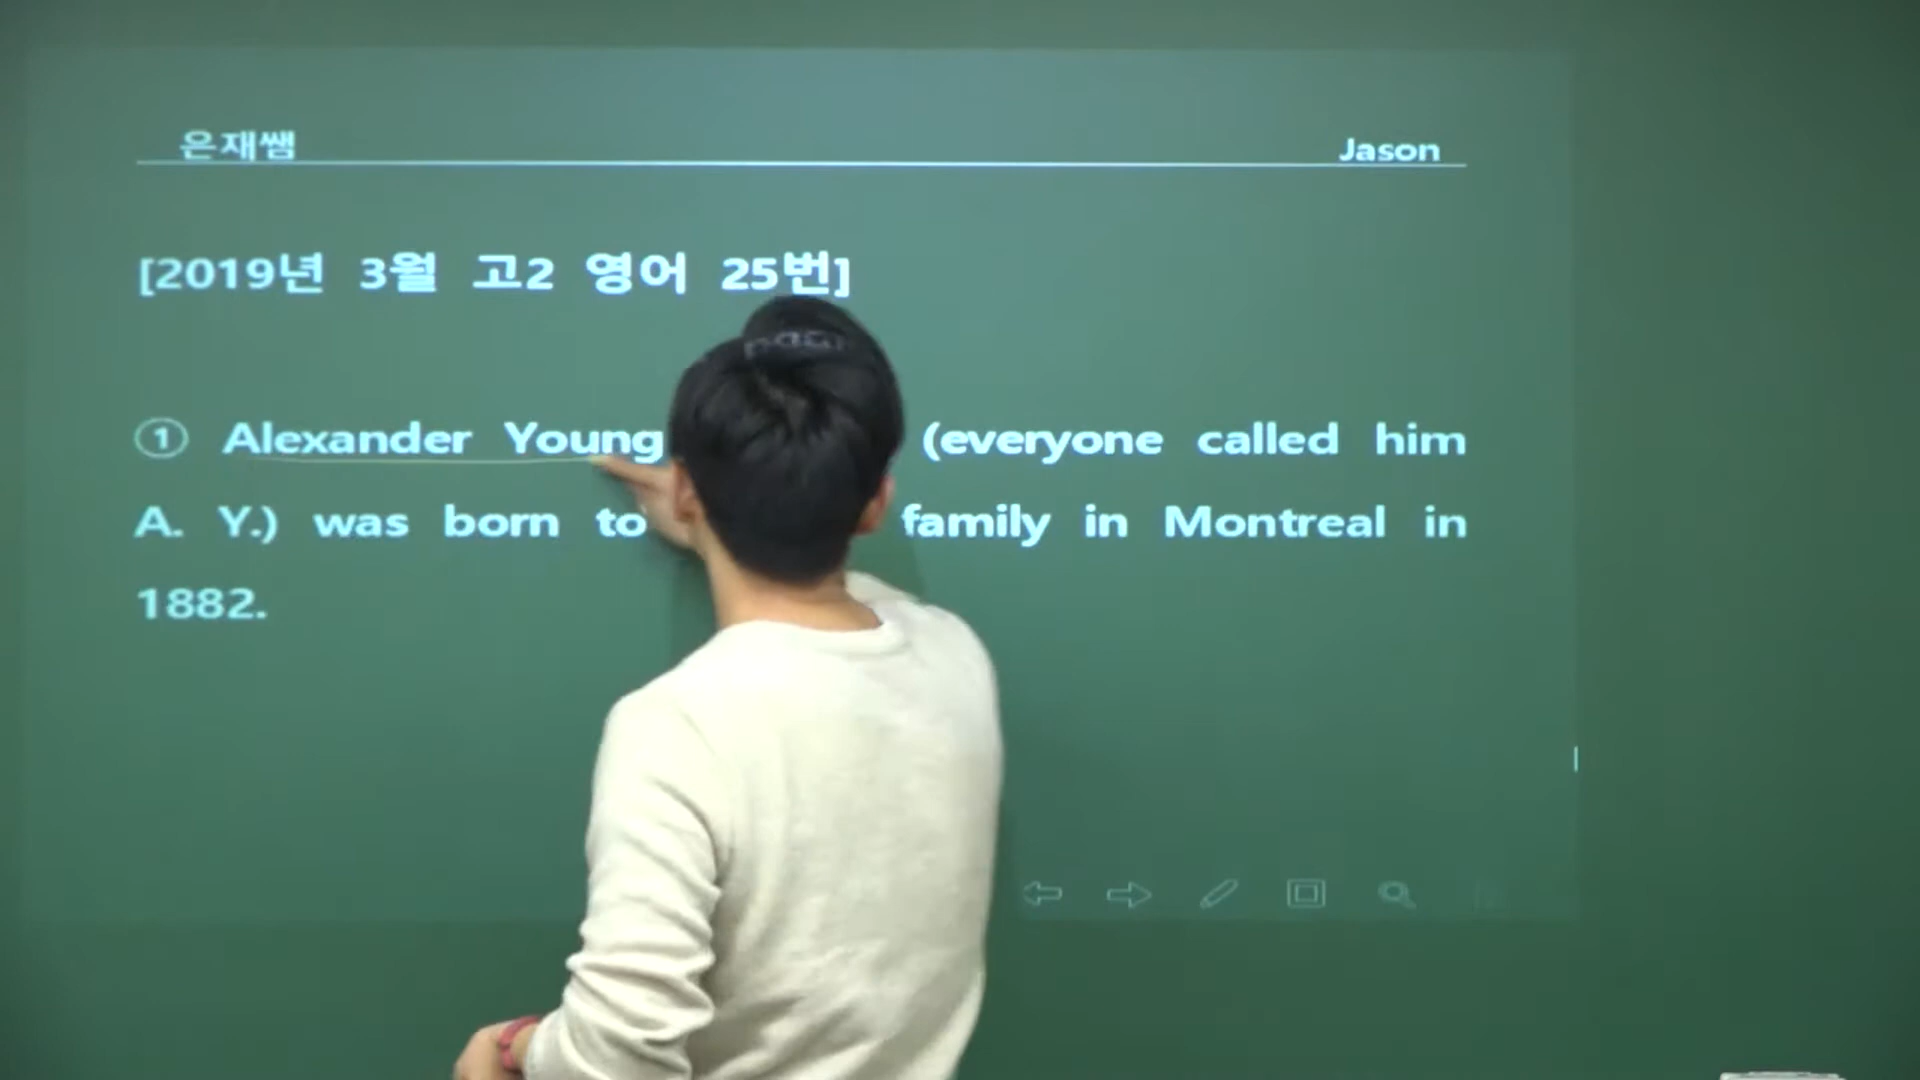 은재쌤 Jason
[2019년 3월 고2 영어 25번]
① Alexander Young (everyone called him
A. Y.) was born to family in Montreal in
1882.